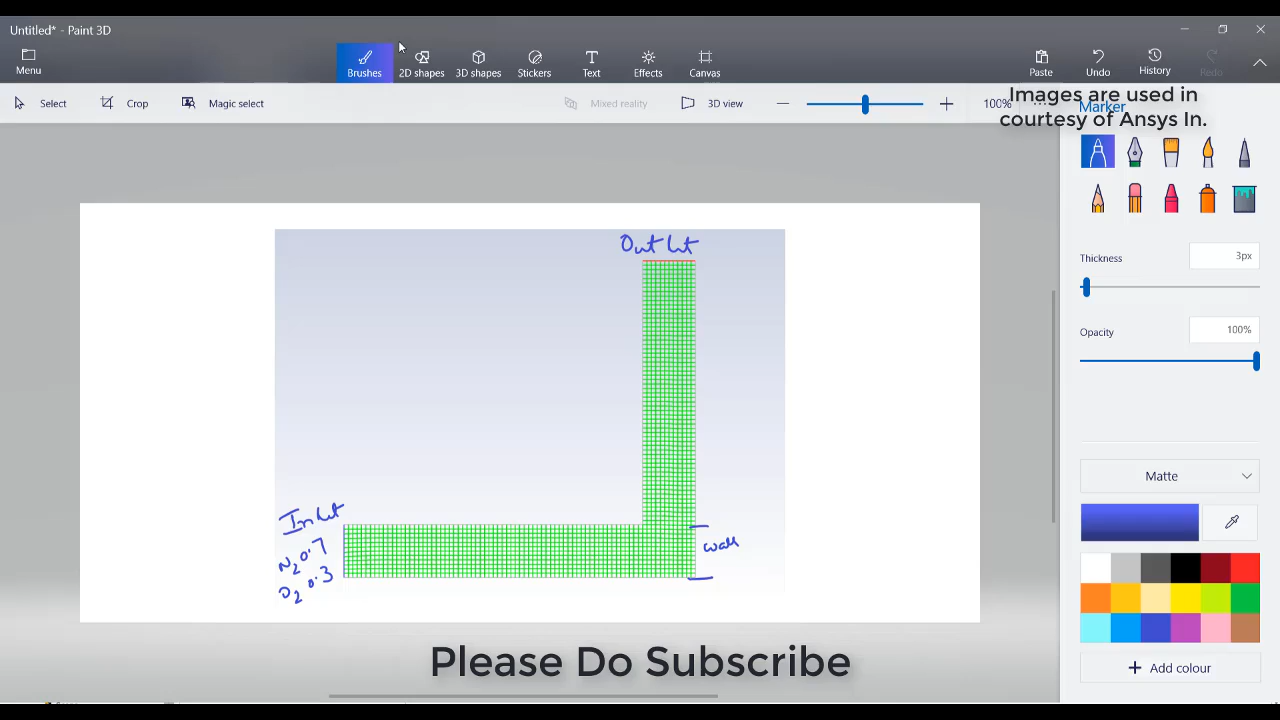 Untitled* - Paint 3D
Menu
Brushes
2D shapes
3D shapes
Stickers
Text
Effects
Canvas
Paste
Undo
History
Redo
Select
Crop
Magic select
Mixed reality
3D view
100%
Images are used in
courtesy of Ansys In.
Marker
Thickness
3px
Opacity
100%
Matte
Add colour
Outlet
Inlet
N2 0.7
O2 0.3
wall
Please Do Subscribe